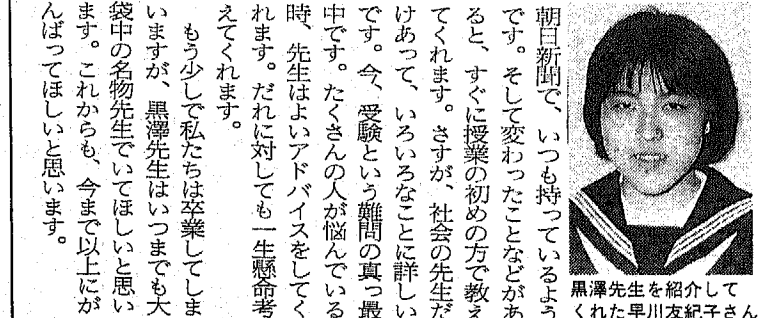 朝日新聞で、いつも持っているよう
です。そして変わったことなどがあ
ると、すぐに授業の初めの方で教え
てくれます。さすが、社会の先生だ
けあって、いろいろなことに詳しい
です。今、受験という難問の真っ最
中です。たくさんの人が悩んでいる
時、先生はよいアドバイスをしてく
れます。だれに対しても一生懸命考
えてくれます。
もう少しで私たちは卒業してしま
いますが、黒澤先生はいつまでも大
袋中の名物先生でいてほしいと思い
ます。これからも、今まで以上にが
んばってほしいと思います。
黒澤先生を紹介して
くれた早川友紀子さん